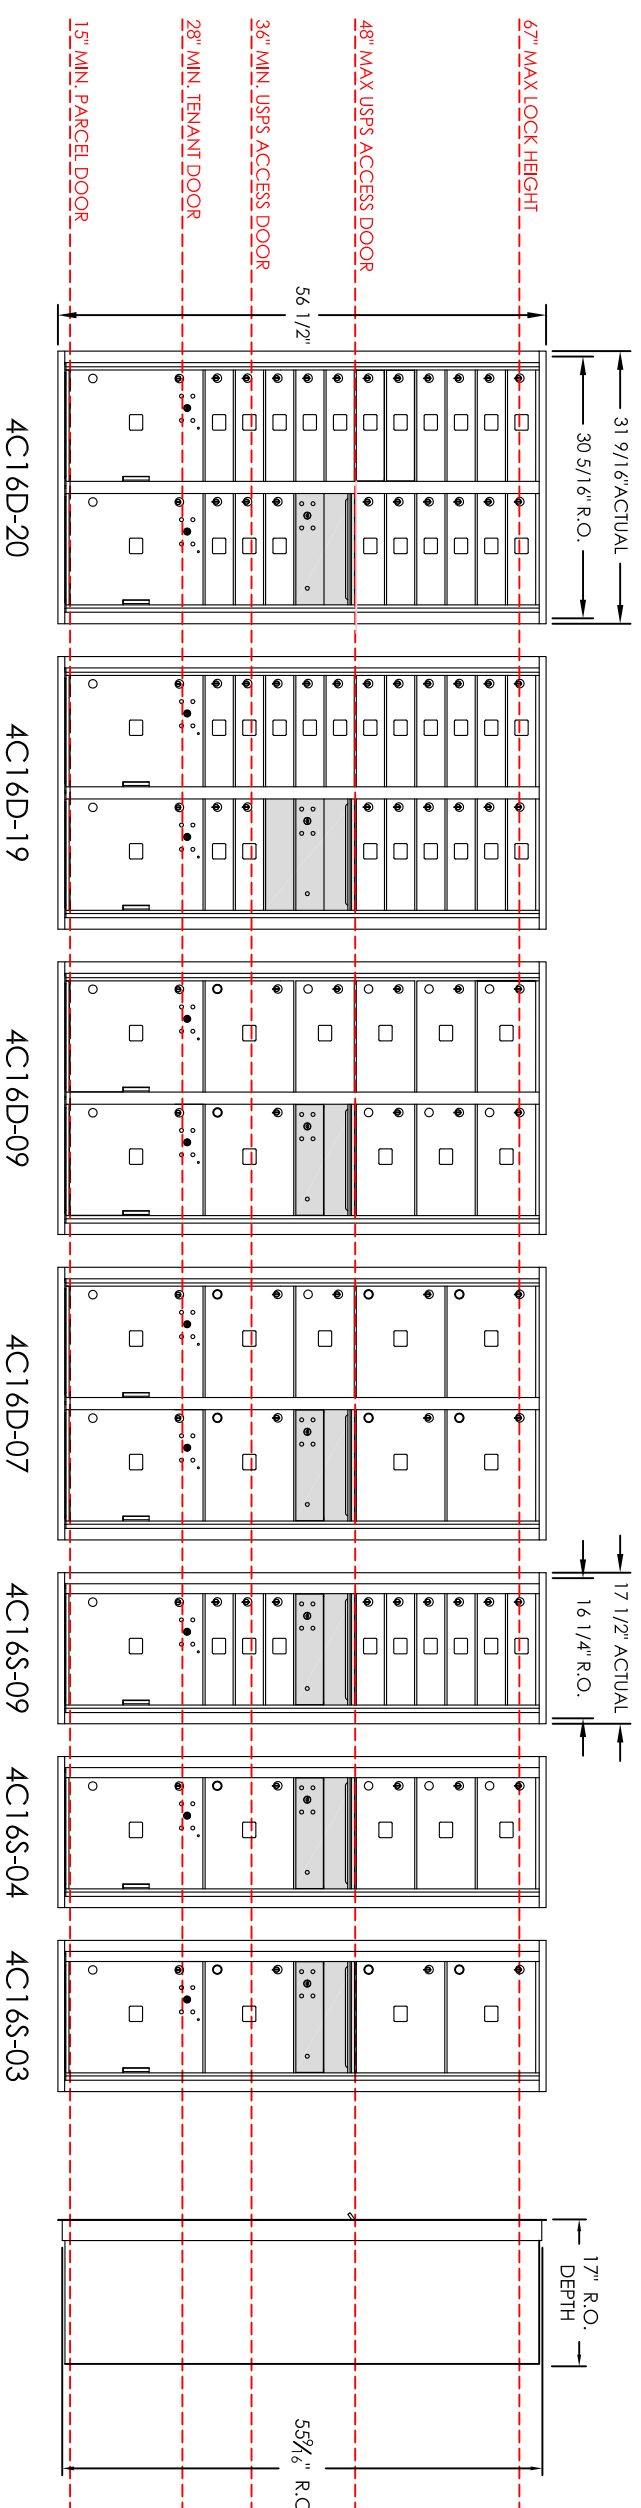 67" MAX LOCK HEIGHT
48" MAX USPS ACCESS DOOR
36" MIN. USPS ACCESS DOOR
28" MIN. TENANT DOOR
15" MIN. PARCEL DOOR
56 1/2"
31 9/16" ACTUAL
30 5/16" R.O.
17 1/2" ACTUAL
16 1/4" R.O.
17" R.O.
DEPTH
55 9/16" R.O
4C16D-20
4C16D-19
4C16D-09
4C16D-07
4C16S-09
4C16S-04
4C16S-03